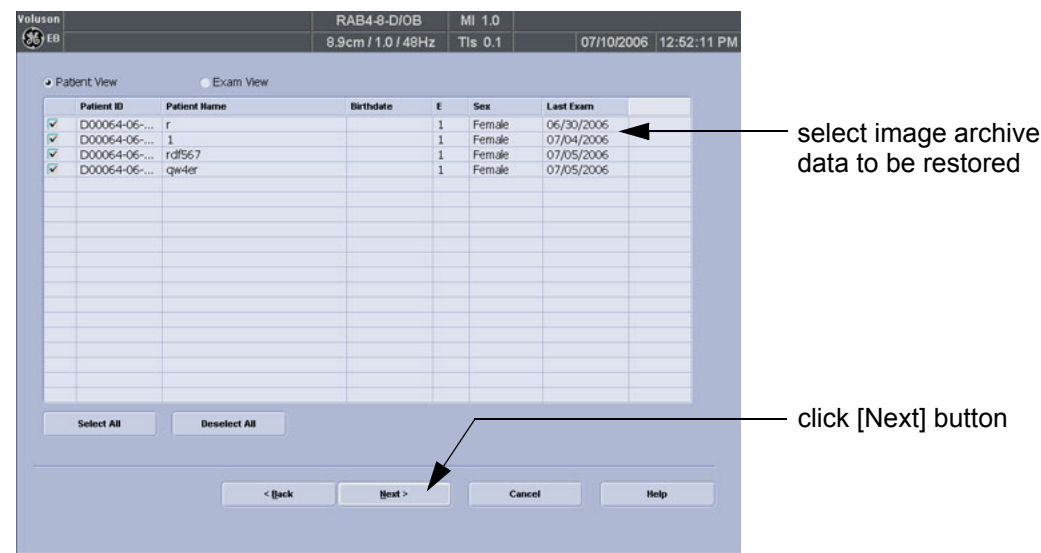 Voluson
RAB4-8-D/OB MI 1.0
GE E8
8.9cm / 1.0 / 48Hz TIs 0.1 07/10/2006 12:52:11 PM
Patient View Exam View
Patient ID Patient Name Birthdate E Sex Last Exam
D00064-06-... r 1 Female 06/30/2006
D00064-06-... 1 1 Female 07/04/2006
D00064-06-... rdf567 1 Female 07/05/2006
D00064-06-... qw4er 1 Female 07/05/2006
select image archive
data to be restored
Select All Deselect All
click [Next] button
< Back Next > Cancel Help